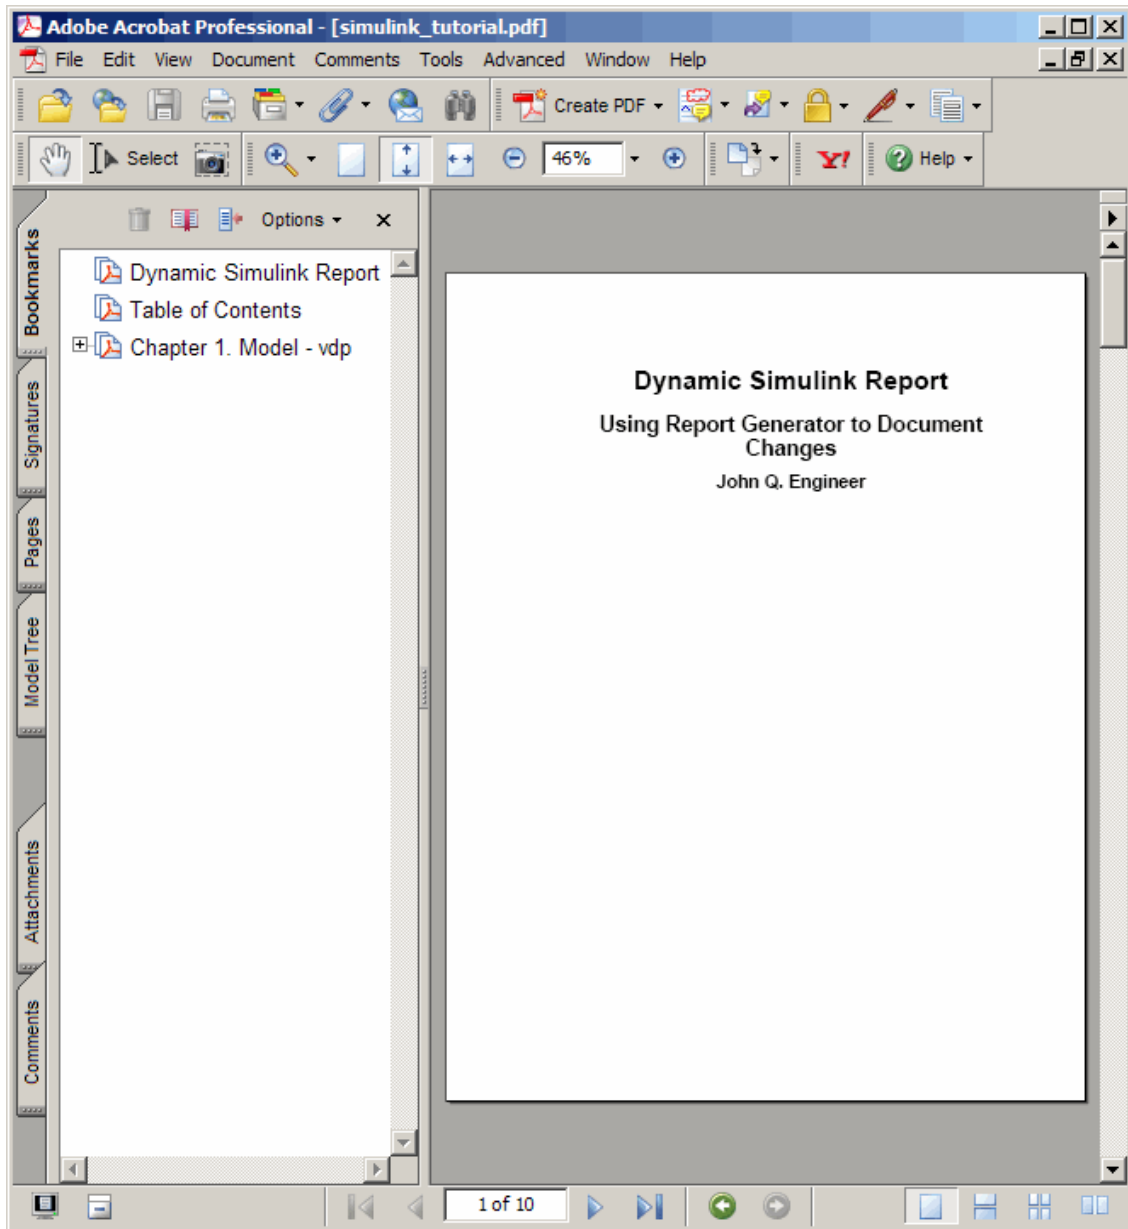 Adobe Acrobat Professional - [simulink_tutorial.pdf]
File Edit View Document Comments Tools Advanced Window Help
Create PDF
Select 46% Y! Help
Options x
Bookmarks
Signatures
Pages
Model Tree
Attachments
Comments
Dynamic Simulink Report
Table of Contents
Chapter 1. Model - vdp
Dynamic Simulink Report
Using Report Generator to Document
Changes
John Q. Engineer
1 of 10